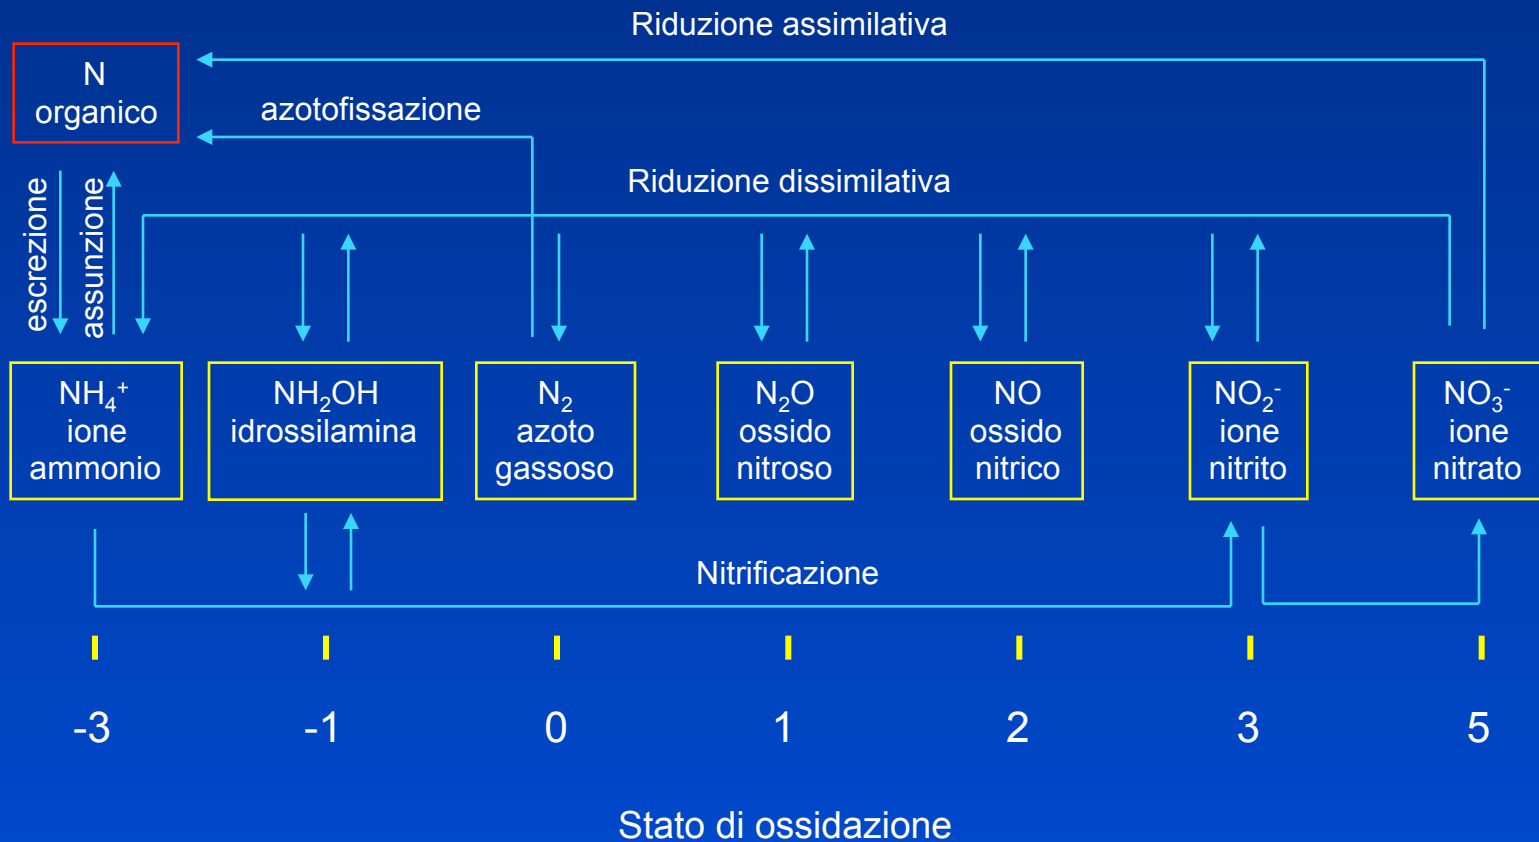 Riduzione assimilativa
N
organico
azotofissazione
Riduzione dissimilativa
escrezione
assunzione
NH₄⁺
ione
ammonio
NH₂OH
idrossilamina
N₂
azoto
gassoso
N₂O
ossido
nitroso
NO
ossido
nitrico
NO₂⁻
ione
nitrito
NO₃⁻
ione
nitrato
Nitrificazione
-3 -1 0 1 2 3 5
Stato di ossidazione